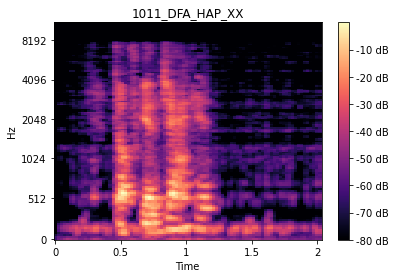 1011_DFA_HAP_XX
8192
4096
2048
1024
512
0
Hz
0
0.5
1
1.5
2
Time
-10 dB
-20 dB
-30 dB
-40 dB
-50 dB
-60 dB
-70 dB
-80 dB